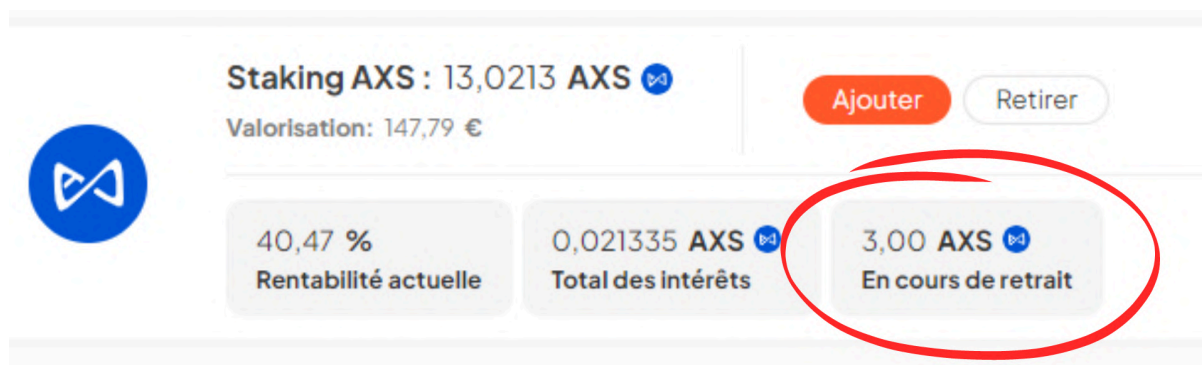 Staking AXS : 13,0213 AXS
Valorisation: 147,79 €
Ajouter
Retirer
40,47 %
Rentabilité actuelle
0,021335 AXS
Total des intérêts
3,00 AXS
En cours de retrait